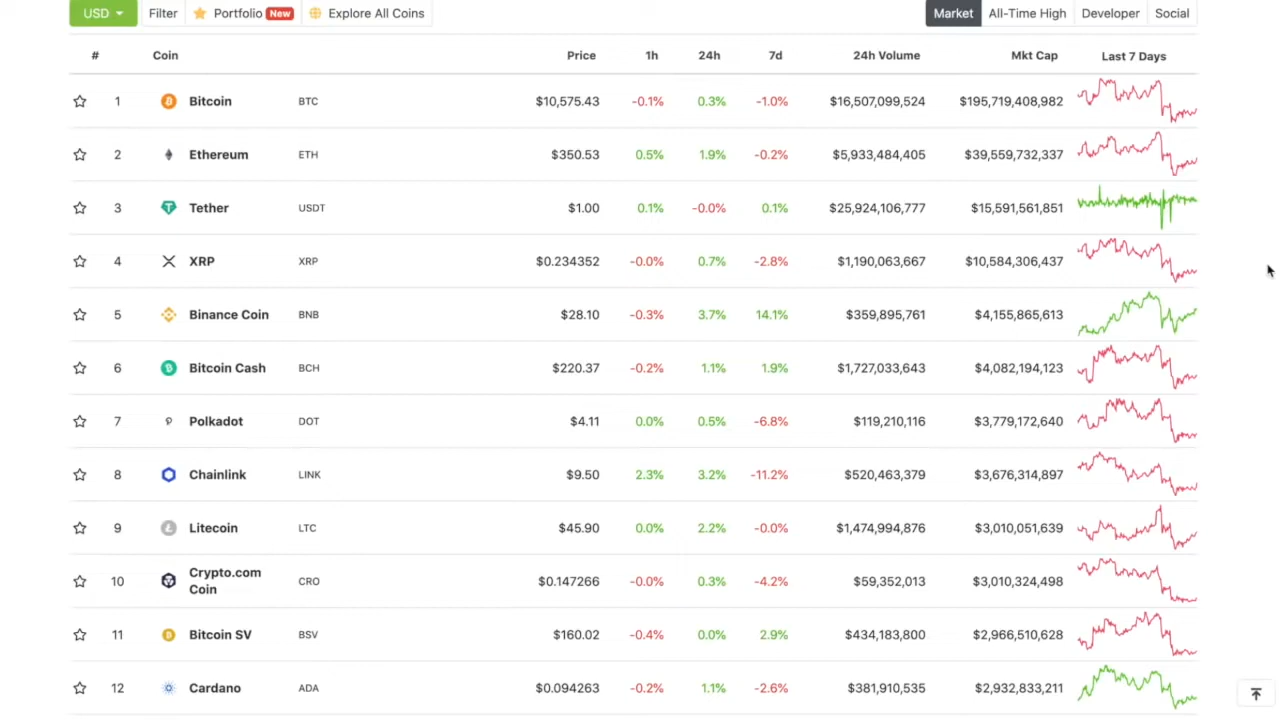 USD Filter Portfolio New Explore All Coins Market All-Time High Developer Social
# Coin Price 1h 24h 7d 24h Volume Mkt Cap Last 7 Days
1 Bitcoin BTC $10,575.43 -0.1% 0.3% -1.0% $16,507,099,524 $195,719,408,982
2 Ethereum ETH $350.53 0.5% 1.9% -0.2% $5,933,484,405 $39,559,732,337
3 Tether USDT $1.00 0.1% -0.0% 0.1% $25,924,106,777 $15,591,561,851
4 XRP XRP $0.234352 -0.0% 0.7% -2.8% $1,190,063,667 $10,584,306,437
5 Binance Coin BNB $28.10 -0.3% 3.7% 14.1% $359,895,761 $4,155,865,613
6 Bitcoin Cash BCH $220.37 -0.2% 1.1% 1.9% $1,727,033,643 $4,082,194,123
7 Polkadot DOT $4.11 0.0% 0.5% -6.8% $119,210,116 $3,779,172,640
8 Chainlink LINK $9.50 2.3% 3.2% -11.2% $520,463,379 $3,676,314,897
9 Litecoin LTC $45.90 0.0% 2.2% -0.0% $1,474,994,876 $3,010,051,639
10 Crypto.com Coin CRO $0.147266 -0.0% 0.3% -4.2% $59,352,013 $3,010,324,498
11 Bitcoin SV BSV $160.02 -0.4% 0.0% 2.9% $434,183,800 $2,966,510,628
12 Cardano ADA $0.094263 -0.2% 1.1% -2.6% $381,910,535 $2,932,833,211